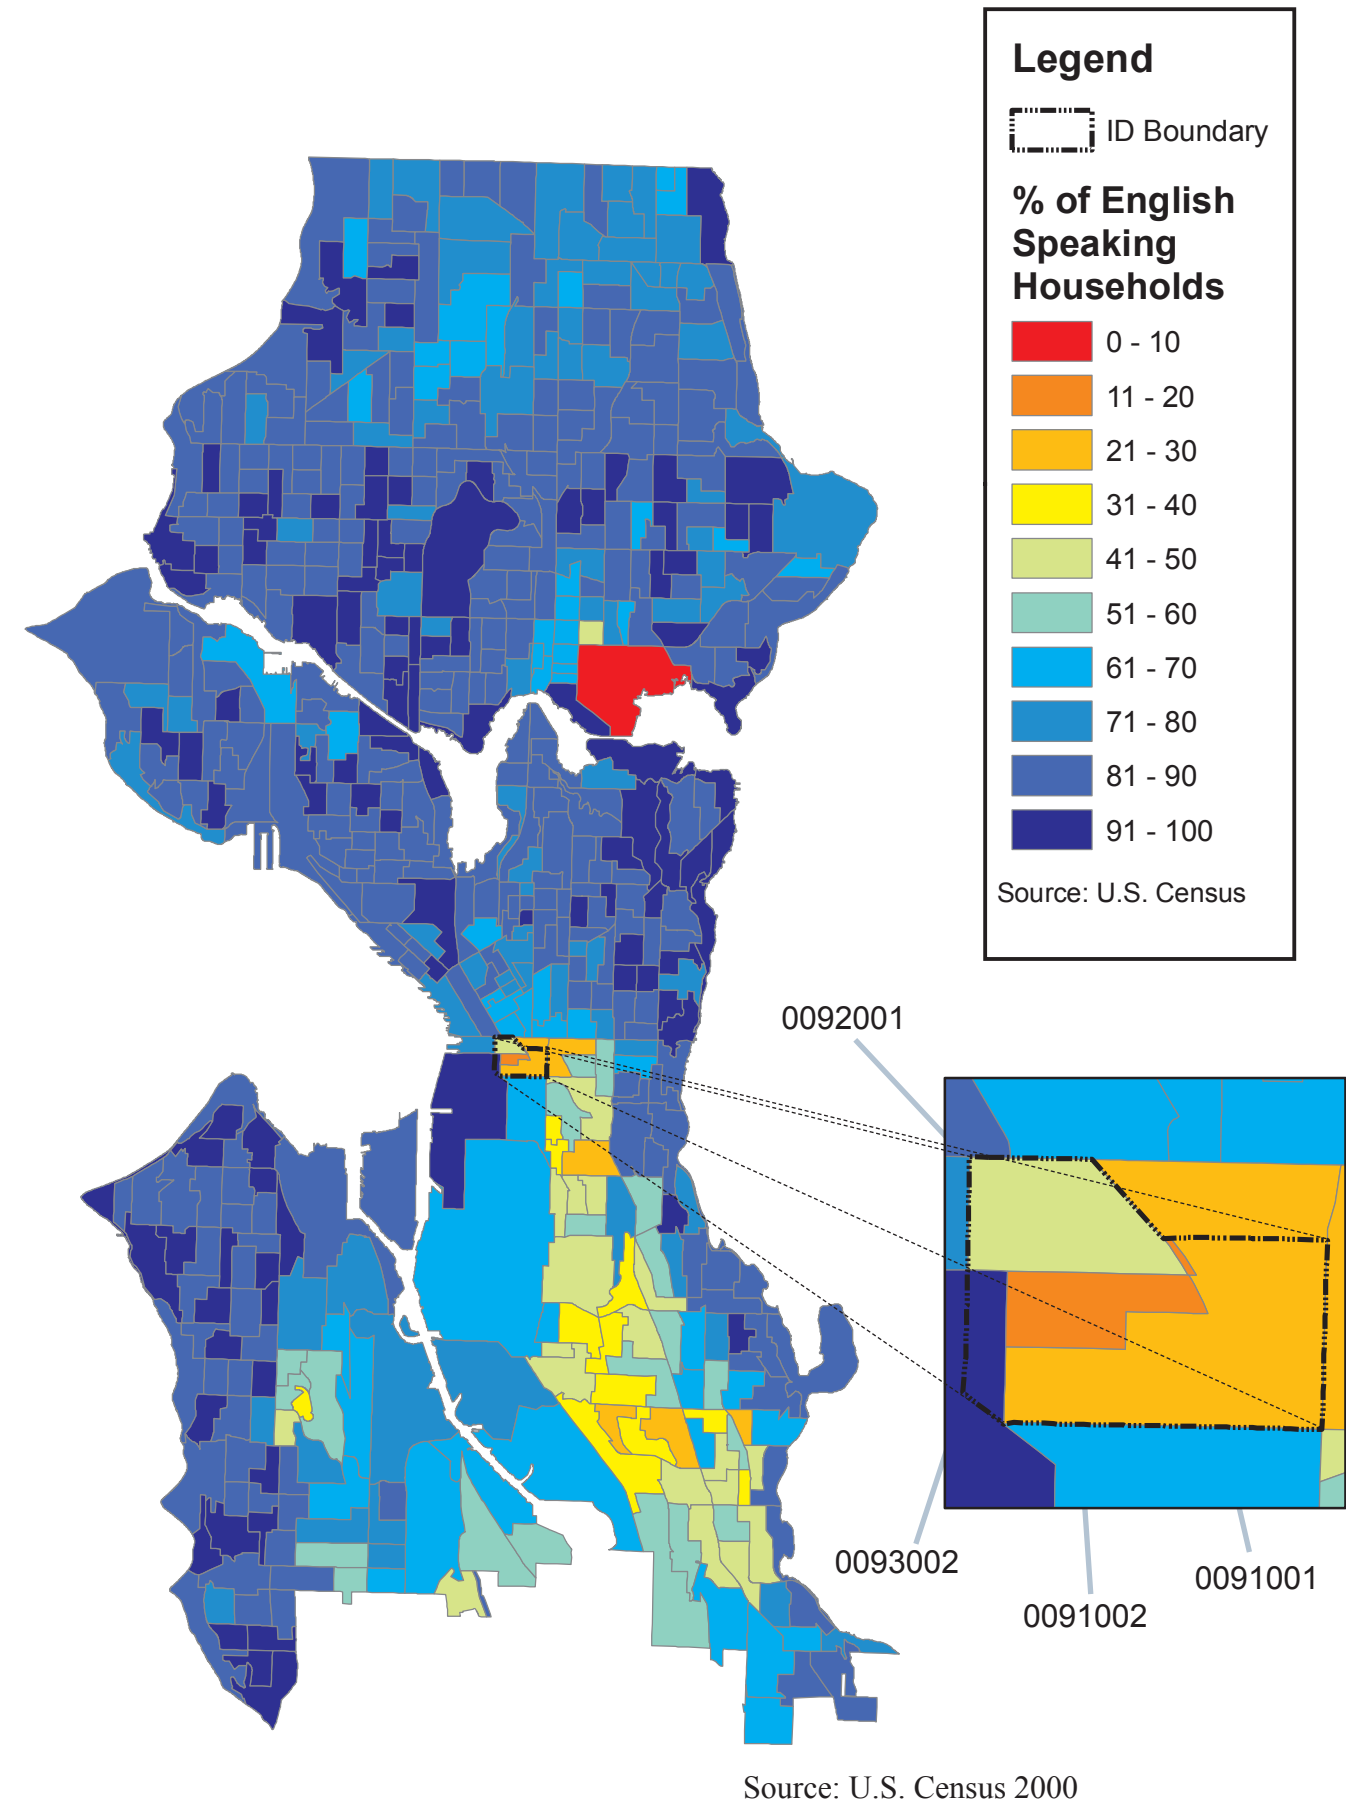 Legend
ID Boundary
% of English
Speaking
Households
0 - 10
11 - 20
21 - 30
31 - 40
41 - 50
51 - 60
61 - 70
71 - 80
81 - 90
91 - 100
Source: U.S. Census
0092001
0093002
0091002
0091001
Source: U.S. Census 2000